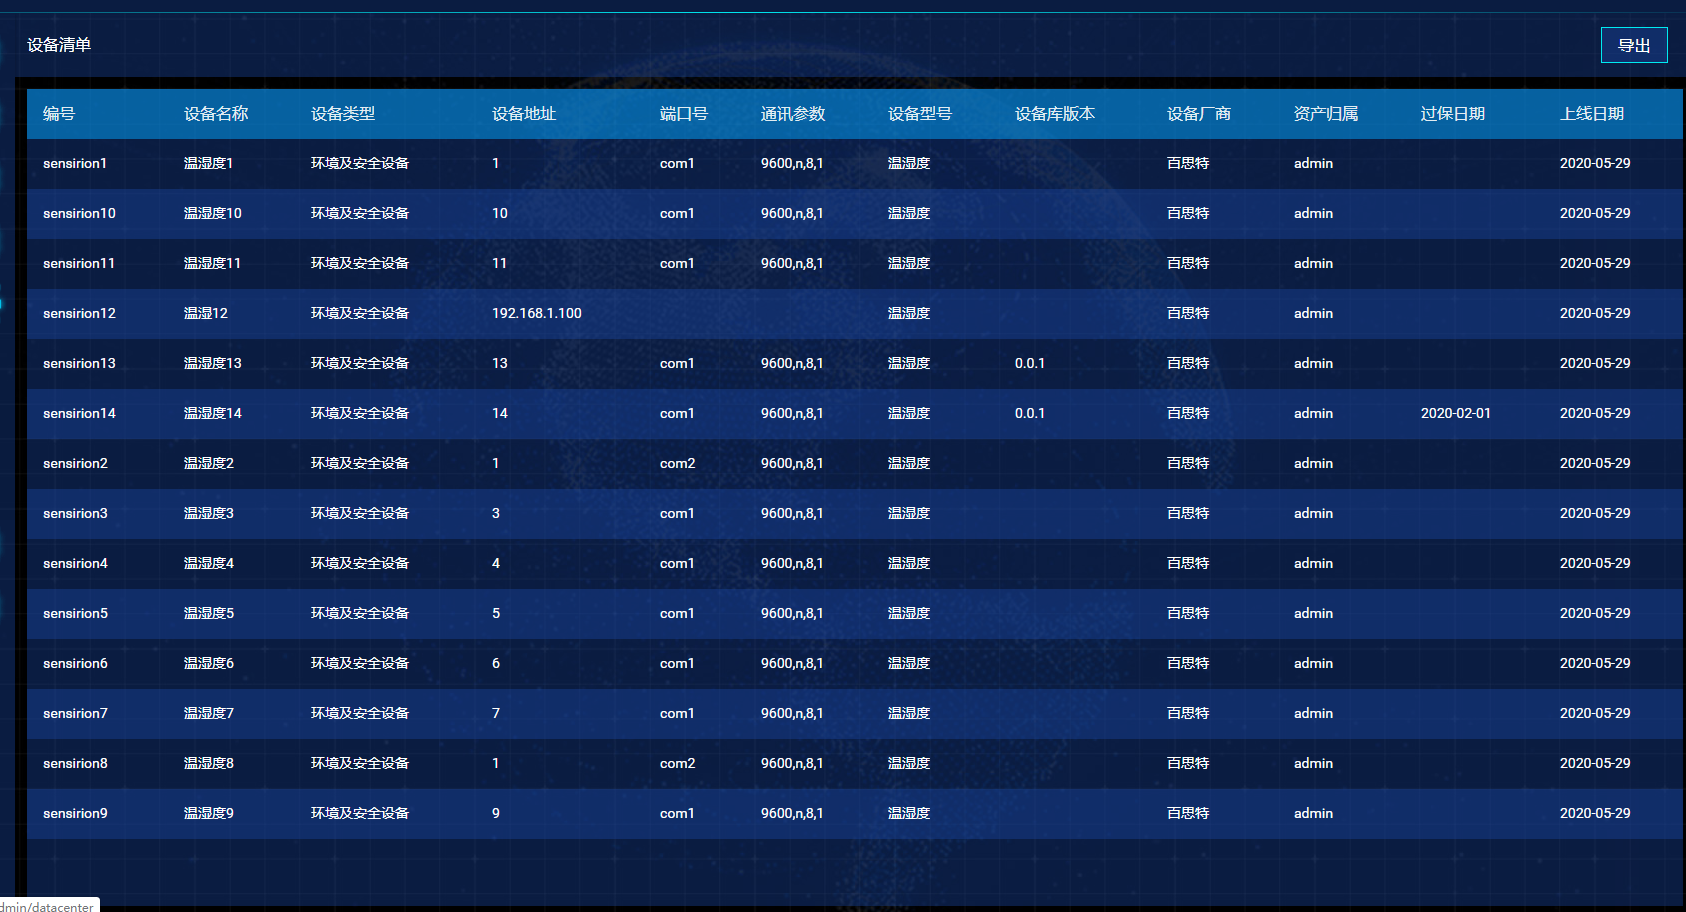 设备清单
导出
编号 设备名称 设备类型 设备地址 端口号 通讯参数 设备型号 设备库版本 设备厂商 资产归属 过保日期 上线日期
sensirion1 温湿度1 环境及安全设备 1 com1 9600,n,8,1 温湿度 百思特 admin 2020-05-29
sensirion10 温湿度10 环境及安全设备 10 com1 9600,n,8,1 温湿度 百思特 admin 2020-05-29
sensirion11 温湿度11 环境及安全设备 11 com1 9600,n,8,1 温湿度 百思特 admin 2020-05-29
sensirion12 温湿12 环境及安全设备 192.168.1.100 温湿度 百思特 admin 2020-05-29
sensirion13 温湿度13 环境及安全设备 13 com1 9600,n,8,1 温湿度 0.0.1 百思特 admin 2020-05-29
sensirion14 温湿度14 环境及安全设备 14 com1 9600,n,8,1 温湿度 0.0.1 百思特 admin 2020-02-01 2020-05-29
sensirion2 温湿度2 环境及安全设备 1 com2 9600,n,8,1 温湿度 百思特 admin 2020-05-29
sensirion3 温湿度3 环境及安全设备 3 com1 9600,n,8,1 温湿度 百思特 admin 2020-05-29
sensirion4 温湿度4 环境及安全设备 4 com1 9600,n,8,1 温湿度 百思特 admin 2020-05-29
sensirion5 温湿度5 环境及安全设备 5 com1 9600,n,8,1 温湿度 百思特 admin 2020-05-29
sensirion6 温湿度6 环境及安全设备 6 com1 9600,n,8,1 温湿度 百思特 admin 2020-05-29
sensirion7 温湿度7 环境及安全设备 7 com1 9600,n,8,1 温湿度 百思特 admin 2020-05-29
sensirion8 温湿度8 环境及安全设备 1 com2 9600,n,8,1 温湿度 百思特 admin 2020-05-29
sensirion9 温湿度9 环境及安全设备 9 com1 9600,n,8,1 温湿度 百思特 admin 2020-05-29
dmin/datacenter